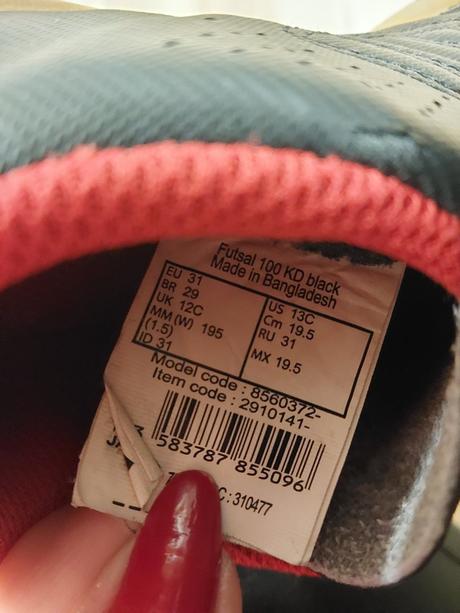 Futsal 100 KD black
Made in Bangladesh
EU 31
BR 29
UK 12C
MM(W) 195
(1.5)
ID 31
US 13C
Cm 19.5
RU 31
MX 19.5
Model code : 8560372-
Item code : 2910141-
3 583787 855096
C: 310477